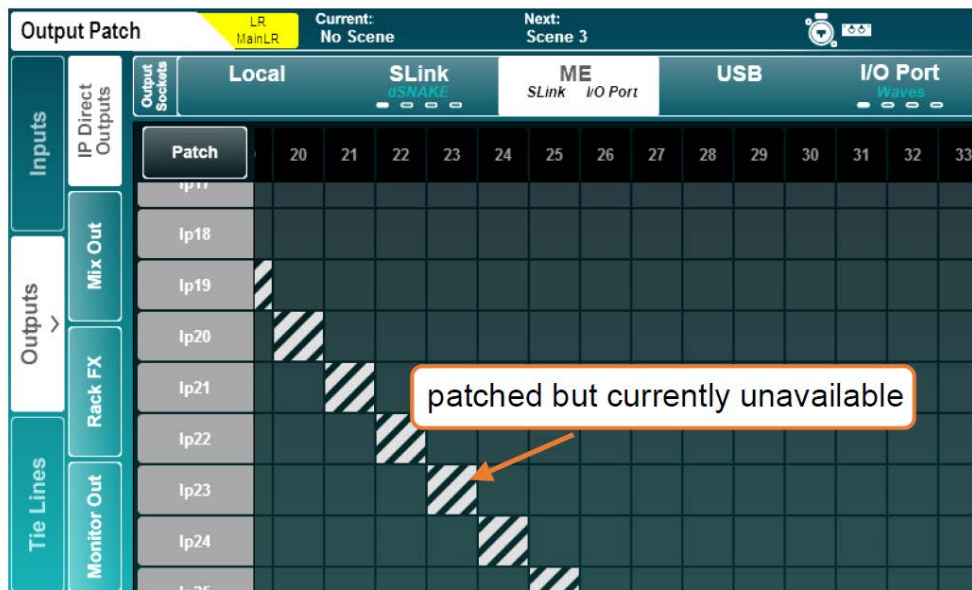 Output Patch
LR
MainLR
Current:
No Scene
Next:
Scene 3
Inputs
Outputs
Tie Lines
IP Direct
Outputs
Mix Out
Rack FX
Monitor Out
Output
Sockets
Local
SLink
dSNAKE
ME
SLink I/O Port
USB
I/O Port
Waves
Patch
20 21 22 23 24 25 26 27 28 29 30 31 32 33
Ip17
Ip18
Ip19
Ip20
Ip21
Ip22
Ip23
Ip24
Ip25
patched but currently unavailable